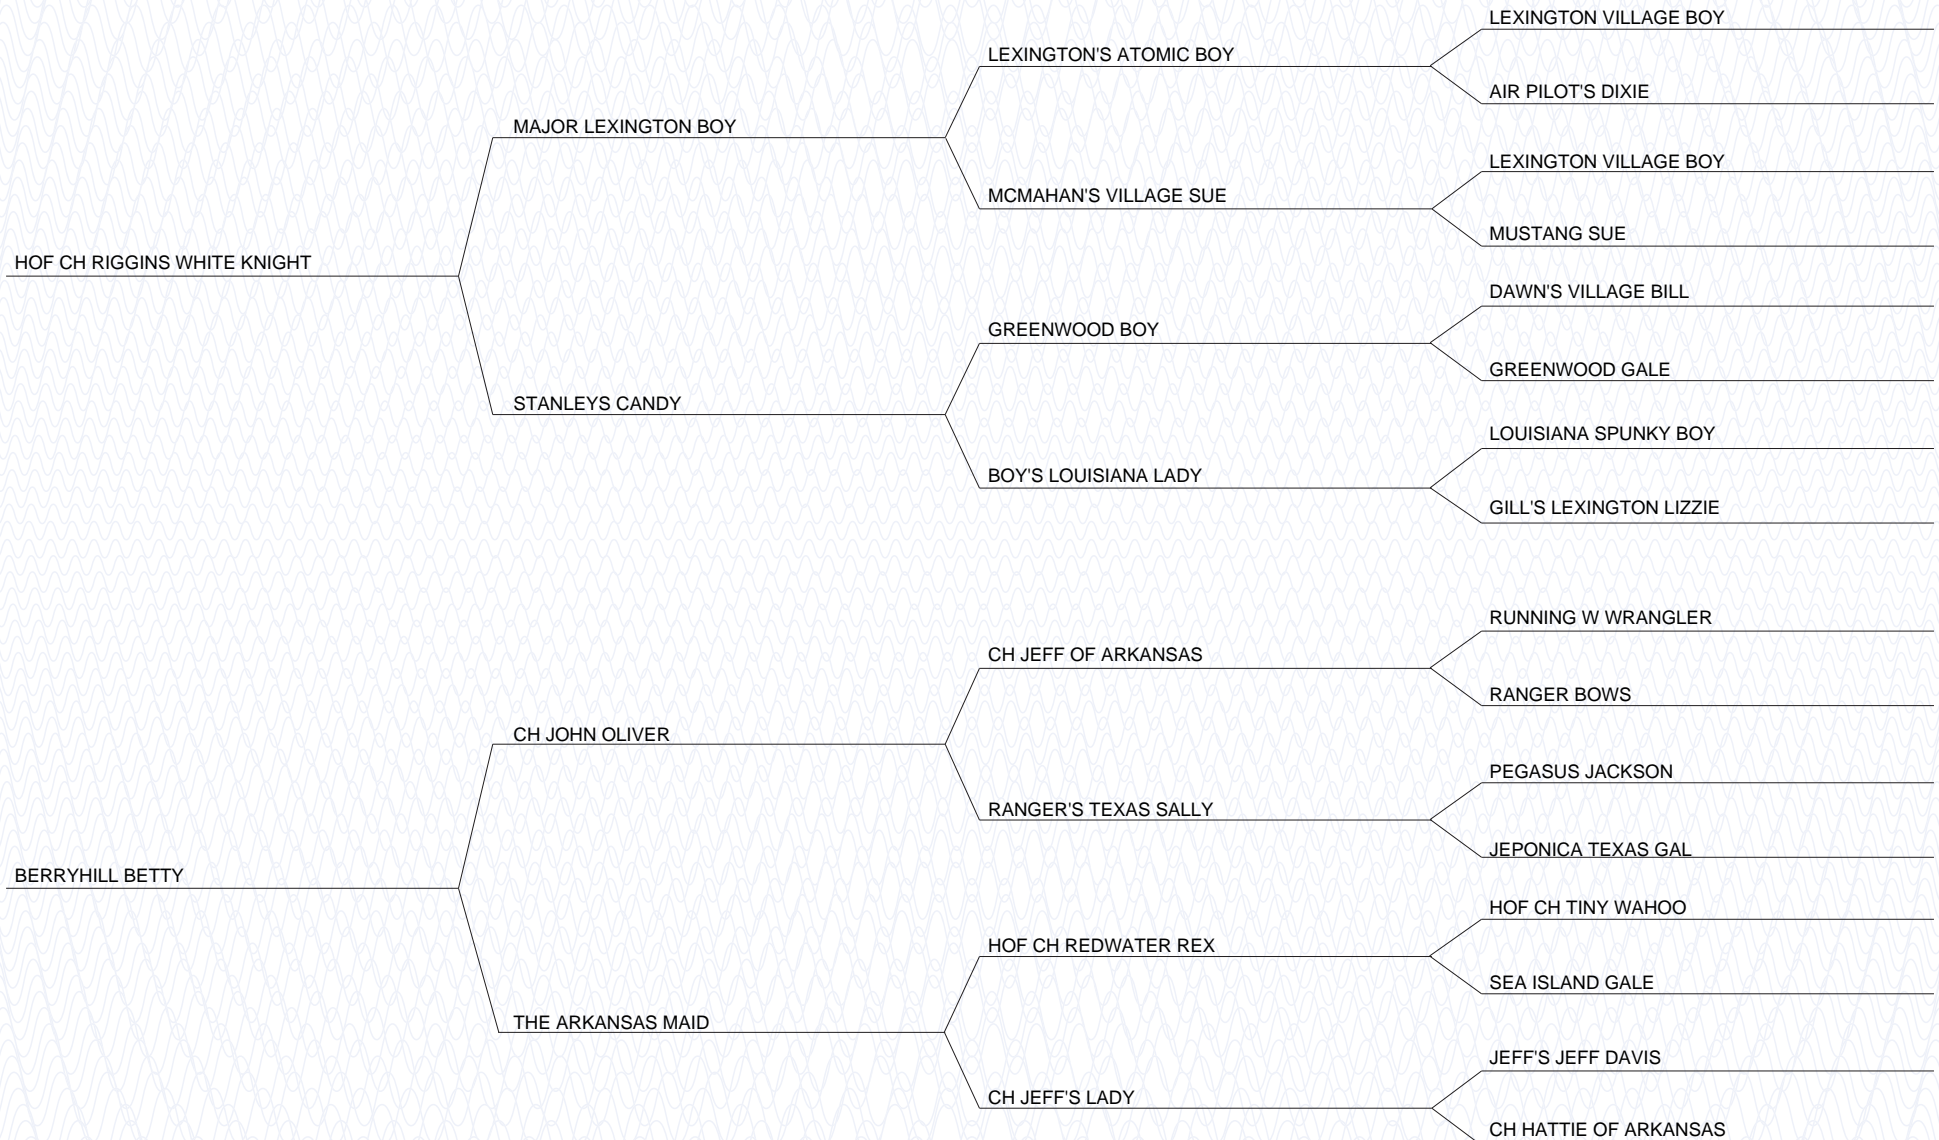 LEXINGTON VILLAGE BOY
LEXINGTON'S ATOMIC BOY
AIR PILOT'S DIXIE
MAJOR LEXINGTON BOY
LEXINGTON VILLAGE BOY
MCMAHAN'S VILLAGE SUE
MUSTANG SUE
HOF CH RIGGINS WHITE KNIGHT
DAWN'S VILLAGE BILL
GREENWOOD BOY
GREENWOOD GALE
STANLEYS CANDY
LOUISIANA SPUNKY BOY
BOY'S LOUISIANA LADY
GILL'S LEXINGTON LIZZIE
RUNNING W WRANGLER
CH JEFF OF ARKANSAS
RANGER BOWS
CH JOHN OLIVER
PEGASUS JACKSON
RANGER'S TEXAS SALLY
JEPONICA TEXAS GAL
BERRYHILL BETTY
HOF CH TINY WAHOO
HOF CH REDWATER REX
SEA ISLAND GALE
THE ARKANSAS MAID
JEFF'S JEFF DAVIS
CH JEFF'S LADY
CH HATTIE OF ARKANSAS